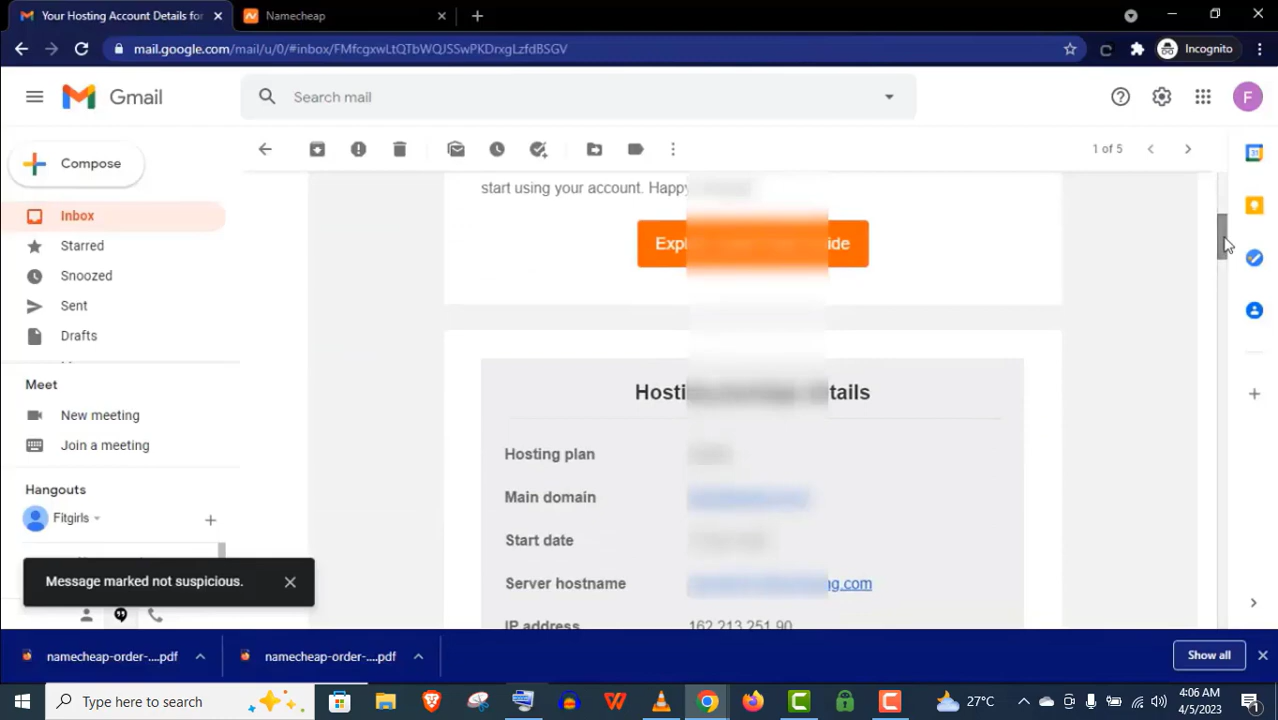 Your Hosting Account Details for
Namecheap
mail.google.com/mail/u/0/#inbox/FMfcgxwLtQTbWQJSSwPKDrxgLzfdBSGV
Incognito
Gmail
Search mail
F
Compose
1 of 5
Inbox
Starred
Snoozed
Sent
Drafts
start using your account. Happy
Hosting plan
Main domain
Start date
Server hostname
g.com
IP address
162.213.251.90
Meet
New meeting
Join a meeting
Hangouts
Fitgirls
Message marked not suspicious.
namecheap-order-....pdf
namecheap-order-....pdf
Show all
Type here to search
27°C
4:06 AM
4/5/2023